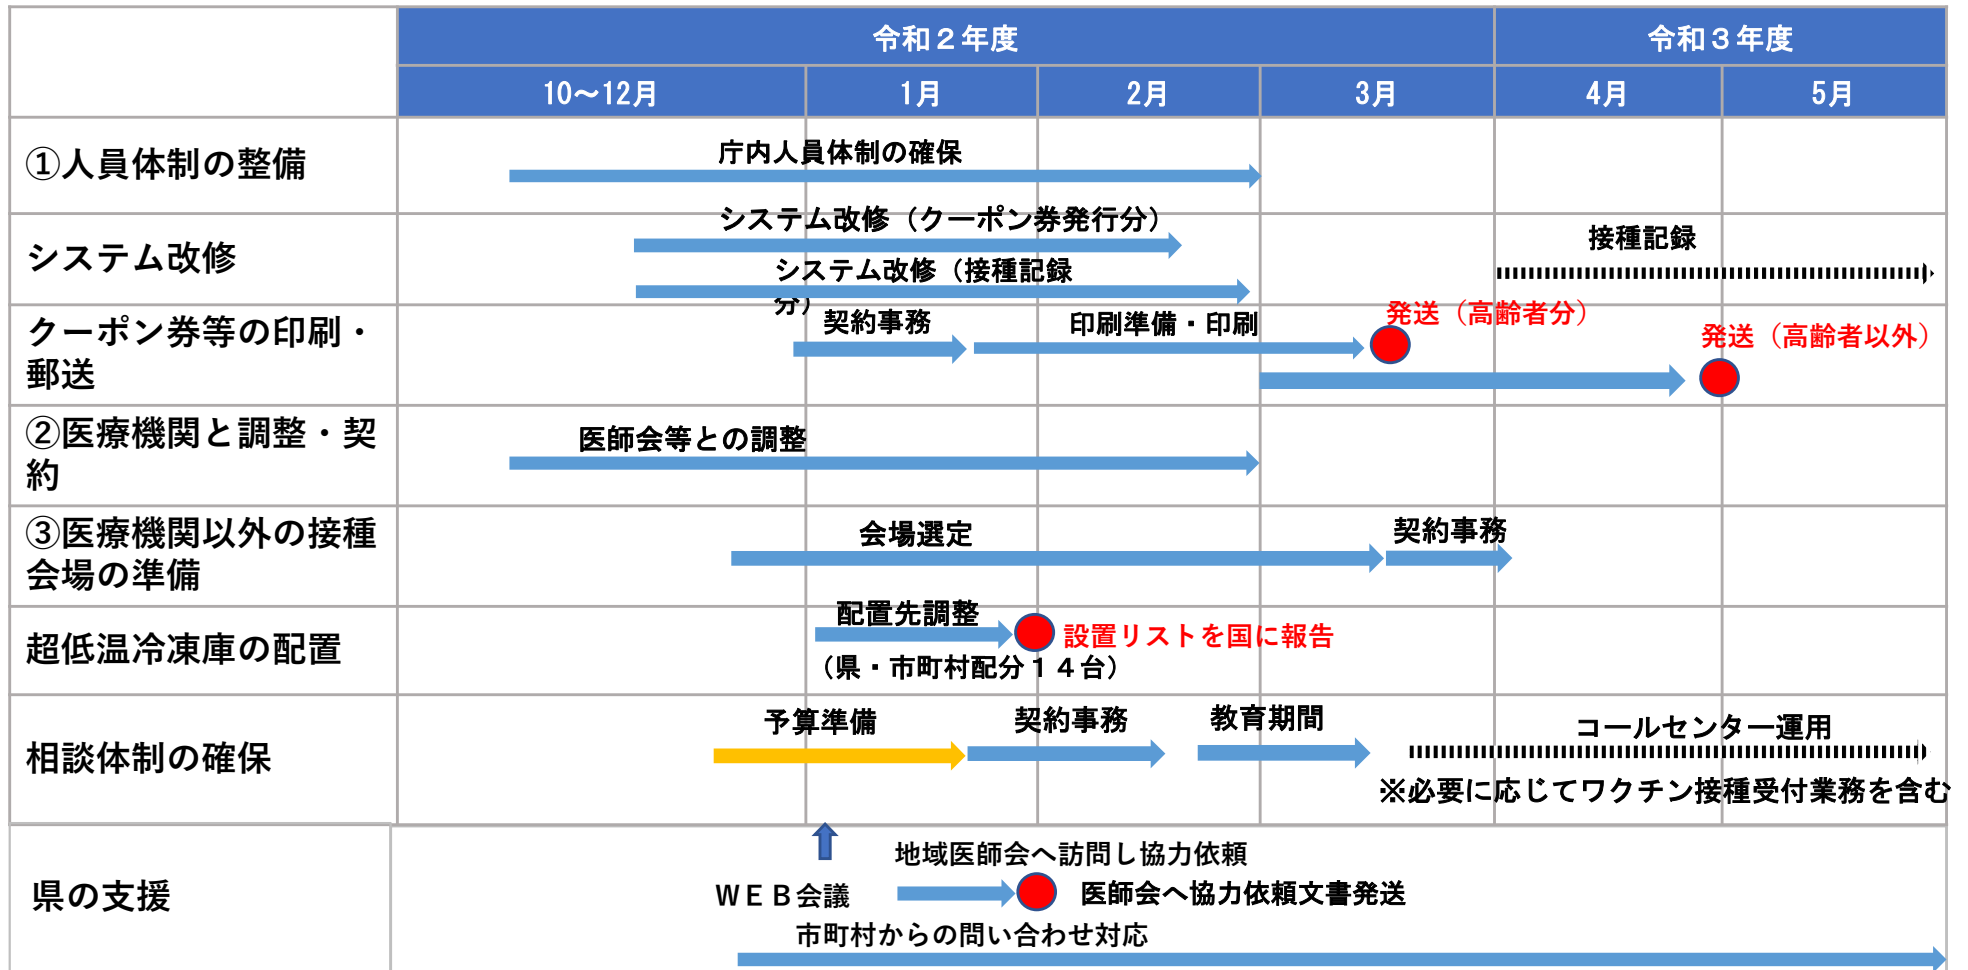 令和２年度
令和３年度
10～12月
1月
2月
3月
4月
5月
①人員体制の整備
庁内人員体制の確保
システム改修
システム改修（クーポン券発行分）
システム改修（接種記録
分）
接種記録
クーポン券等の印刷・
郵送
契約事務
印刷準備・印刷
発送（高齢者分）
発送（高齢者以外）
②医療機関と調整・契
約
医師会等との調整
③医療機関以外の接種
会場の準備
会場選定
契約事務
超低温冷凍庫の配置
配置先調整
設置リストを国に報告
（県・市町村配分１４台）
相談体制の確保
予算準備
契約事務
教育期間
コールセンター運用
※必要に応じてワクチン接種受付業務を含む
県の支援
地域医師会へ訪問し協力依頼
ＷＥＢ会議
医師会へ協力依頼文書発送
市町村からの問い合わせ対応